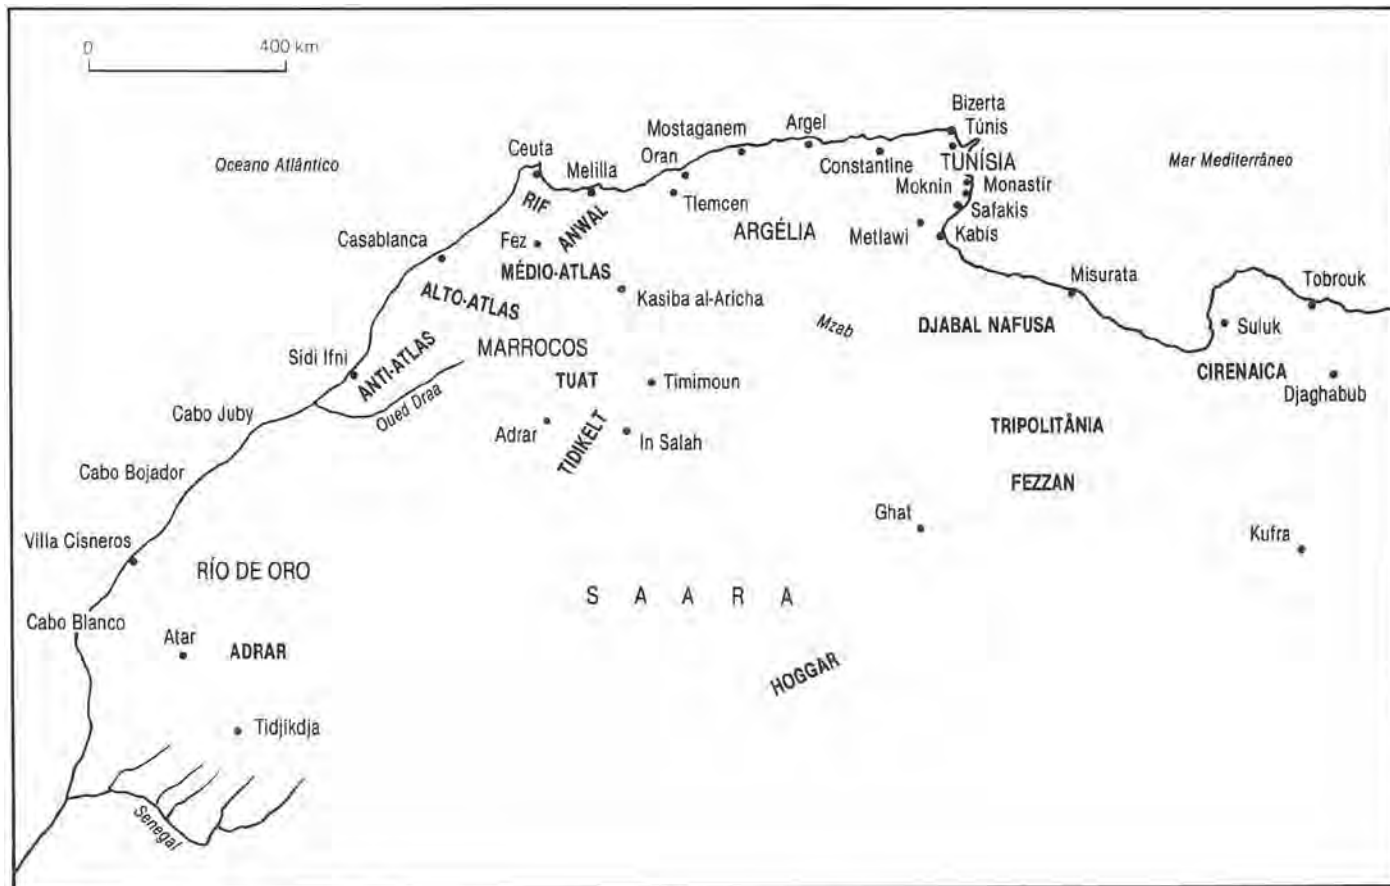 0 400 km
Bizerta
Túnis
Mostaganem
Argel
Ceuta
Oran
Constantine
TUNÍSIA
Mar Mediterrâneo
Oceano Atlântico
Melilla
Moknin
Monastir
RIF
Tlemcen
Safakis
ANWAL
ARGÉLIA
Metlawi
Kabis
Casablanca
Fez
MÉDIO-ATLAS
Misurata
Tobrouk
ALTO-ATLAS
Kasiba al-Aricha
Mzab
DJABAL NAFUSA
Suluk
Sidi Ifni
ANTI-ATLAS
MARROCOS
TUAT
Timimoun
CIRENAICA
Djaghabub
Cabo Juby
Oued Draa
Adrar
TIDIKELT
In Salah
TRIPOLITÂNIA
Cabo Bojador
FEZZAN
Ghat
Villa Cisneros
Kufra
RÍO DE ORO
SAARA
Cabo Blanco
Atar
ADRAR
HOGGAR
Tidjikdja
Senegal